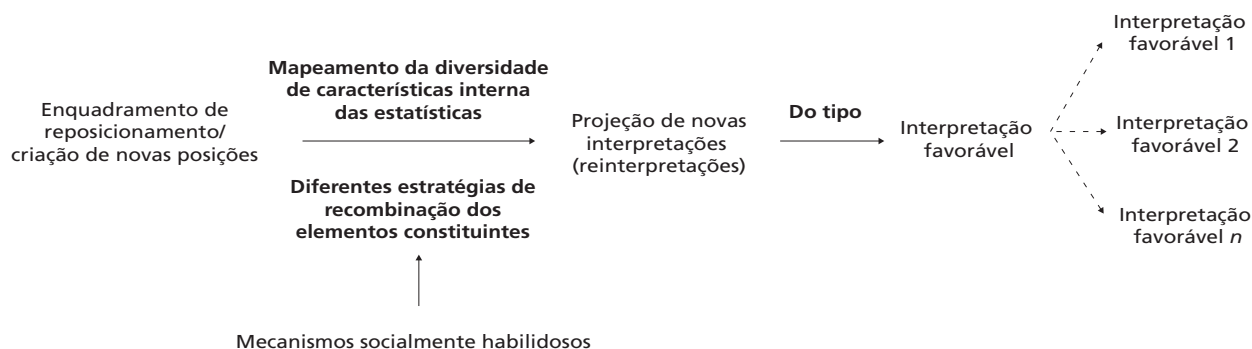 Enquadramento de
reposicionamento/
criação de novas posições
Mapeamento da diversidade
de características interna
das estatísticas
Diferentes estratégias de
recombinação dos
elementos constituintes
Mecanismos socialmente habilidosos
Projeção de novas
interpretações
(reinterpretações)
Do tipo
Interpretação
favorável
Interpretação
favorável 1
Interpretação
favorável 2
Interpretação
favorável n